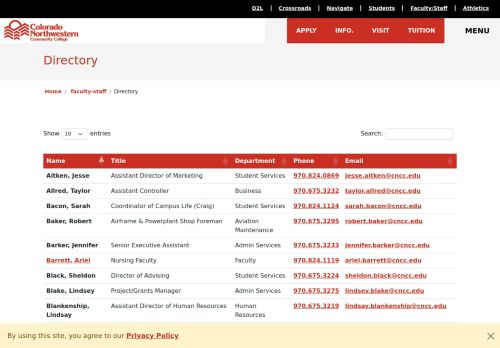 D2L | Crossroads | Navigate | Students | Faculty/Staff | Athletics
Colorado
Northwestern
Community College
APPLY INFO. VISIT TUITION MENU
Directory
Home / faculty-staff / Directory
Show 10 entries Search:
Name Title Department Phone Email
Aitken, Jesse Assistant Director of Marketing Student Services 970.824.0869 jesse.aitken@cncc.edu
Allred, Taylor Assistant Controller Business 970.675.3232 taylor.allred@cncc.edu
Bacon, Sarah Coordinator of Campus Life (Craig) Student Services 970.824.1124 sarah.bacon@cncc.edu
Baker, Robert Airframe & Powerplant Shop Foreman Aviation 970.675.3295 robert.baker@cncc.edu
Maintenance
Barker, Jennifer Senior Executive Assistant Admin Services 970.675.3233 jennifer.barker@cncc.edu
Barrett, Ariel Nursing Faculty Faculty 970.824.1119 ariel.barrett@cncc.edu
Black, Sheldon Director of Advising Student Services 970.675.3224 sheldon.black@cncc.edu
Blake, Lindsey Project/Grants Manager Admin Services 970.675.3275 lindsey.blake@cncc.edu
Blankenship, Assistant Director of Human Resources Human 970.675.3219 lindsay.blankenship@cncc.edu
Lindsay Resources
By using this site, you agree to our Privacy Policy